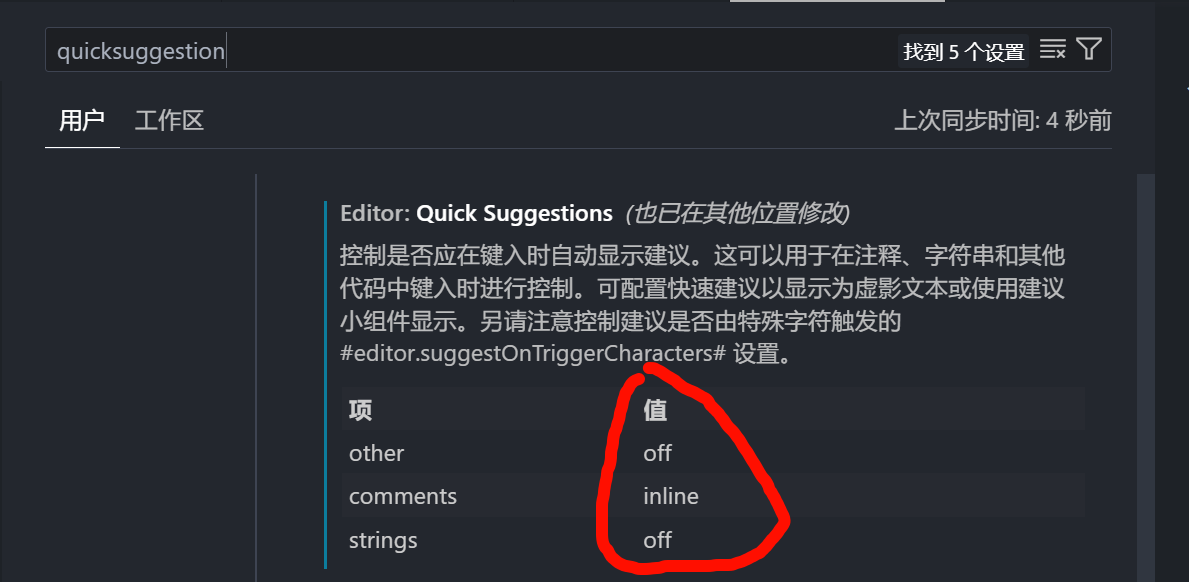 quicksuggestion
找到 5 个设置
用户 工作区 上次同步时间: 4 秒前
Editor: Quick Suggestions (也已在其他位置修改)
控制是否应在键入时自动显示建议。这可以用于在注释、字符串和其他
代码中键入时进行控制。可配置快速建议以显示为虚影文本或使用建议
小组件显示。另请注意控制建议是否由特殊字符触发的
#editor.suggestOnTriggerCharacters# 设置。
项 值
other off
comments inline
strings off